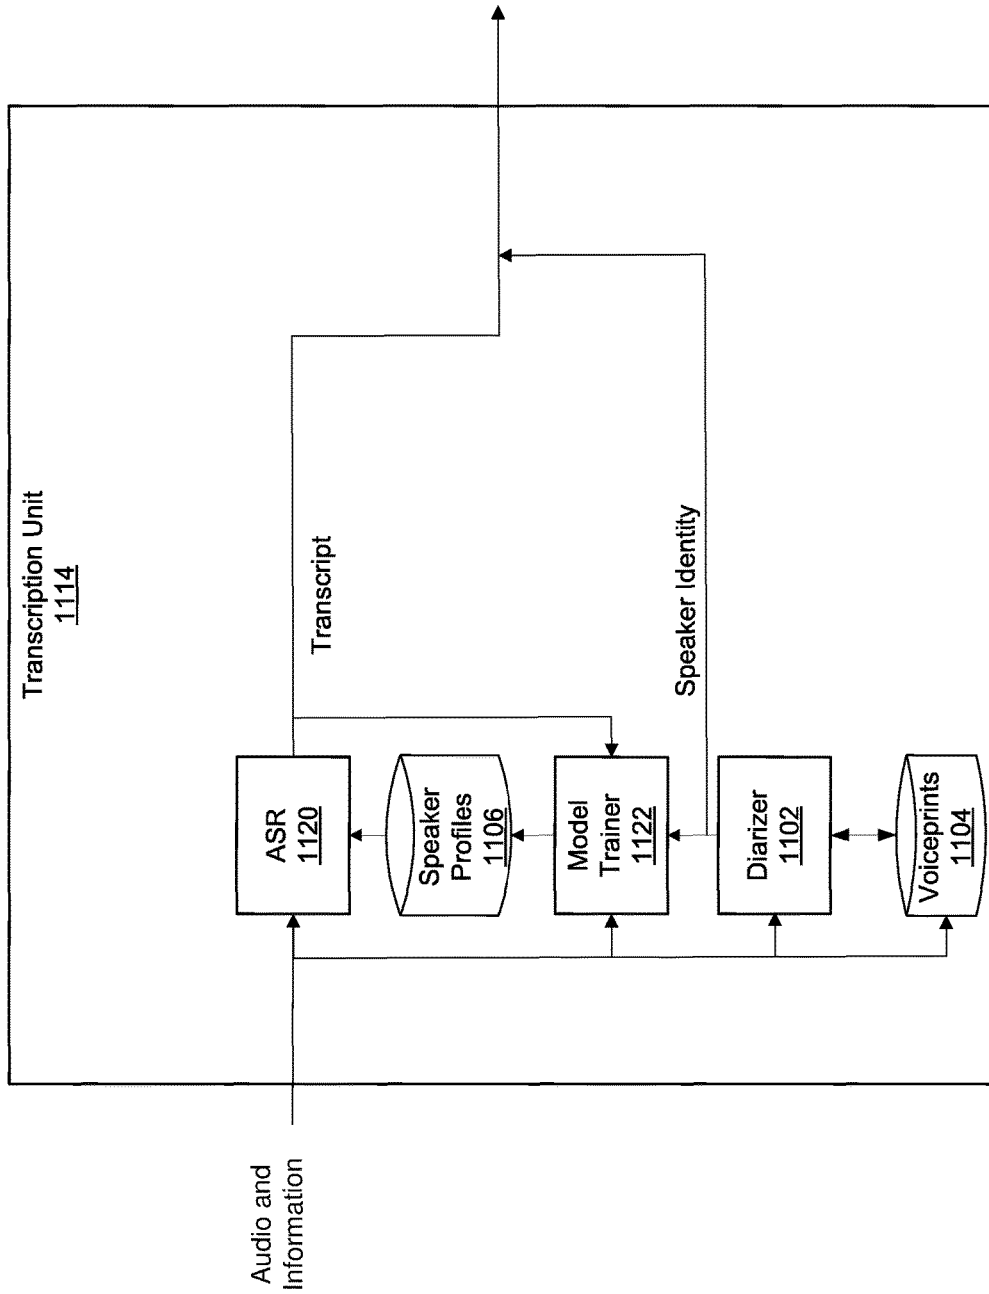 Transcription Unit
1114
Audio and
Information
ASR
1120
Transcript
Speaker
Profiles
1106
Model
Trainer
1122
Speaker Identity
Diarizer
1102
Voiceprints
1104